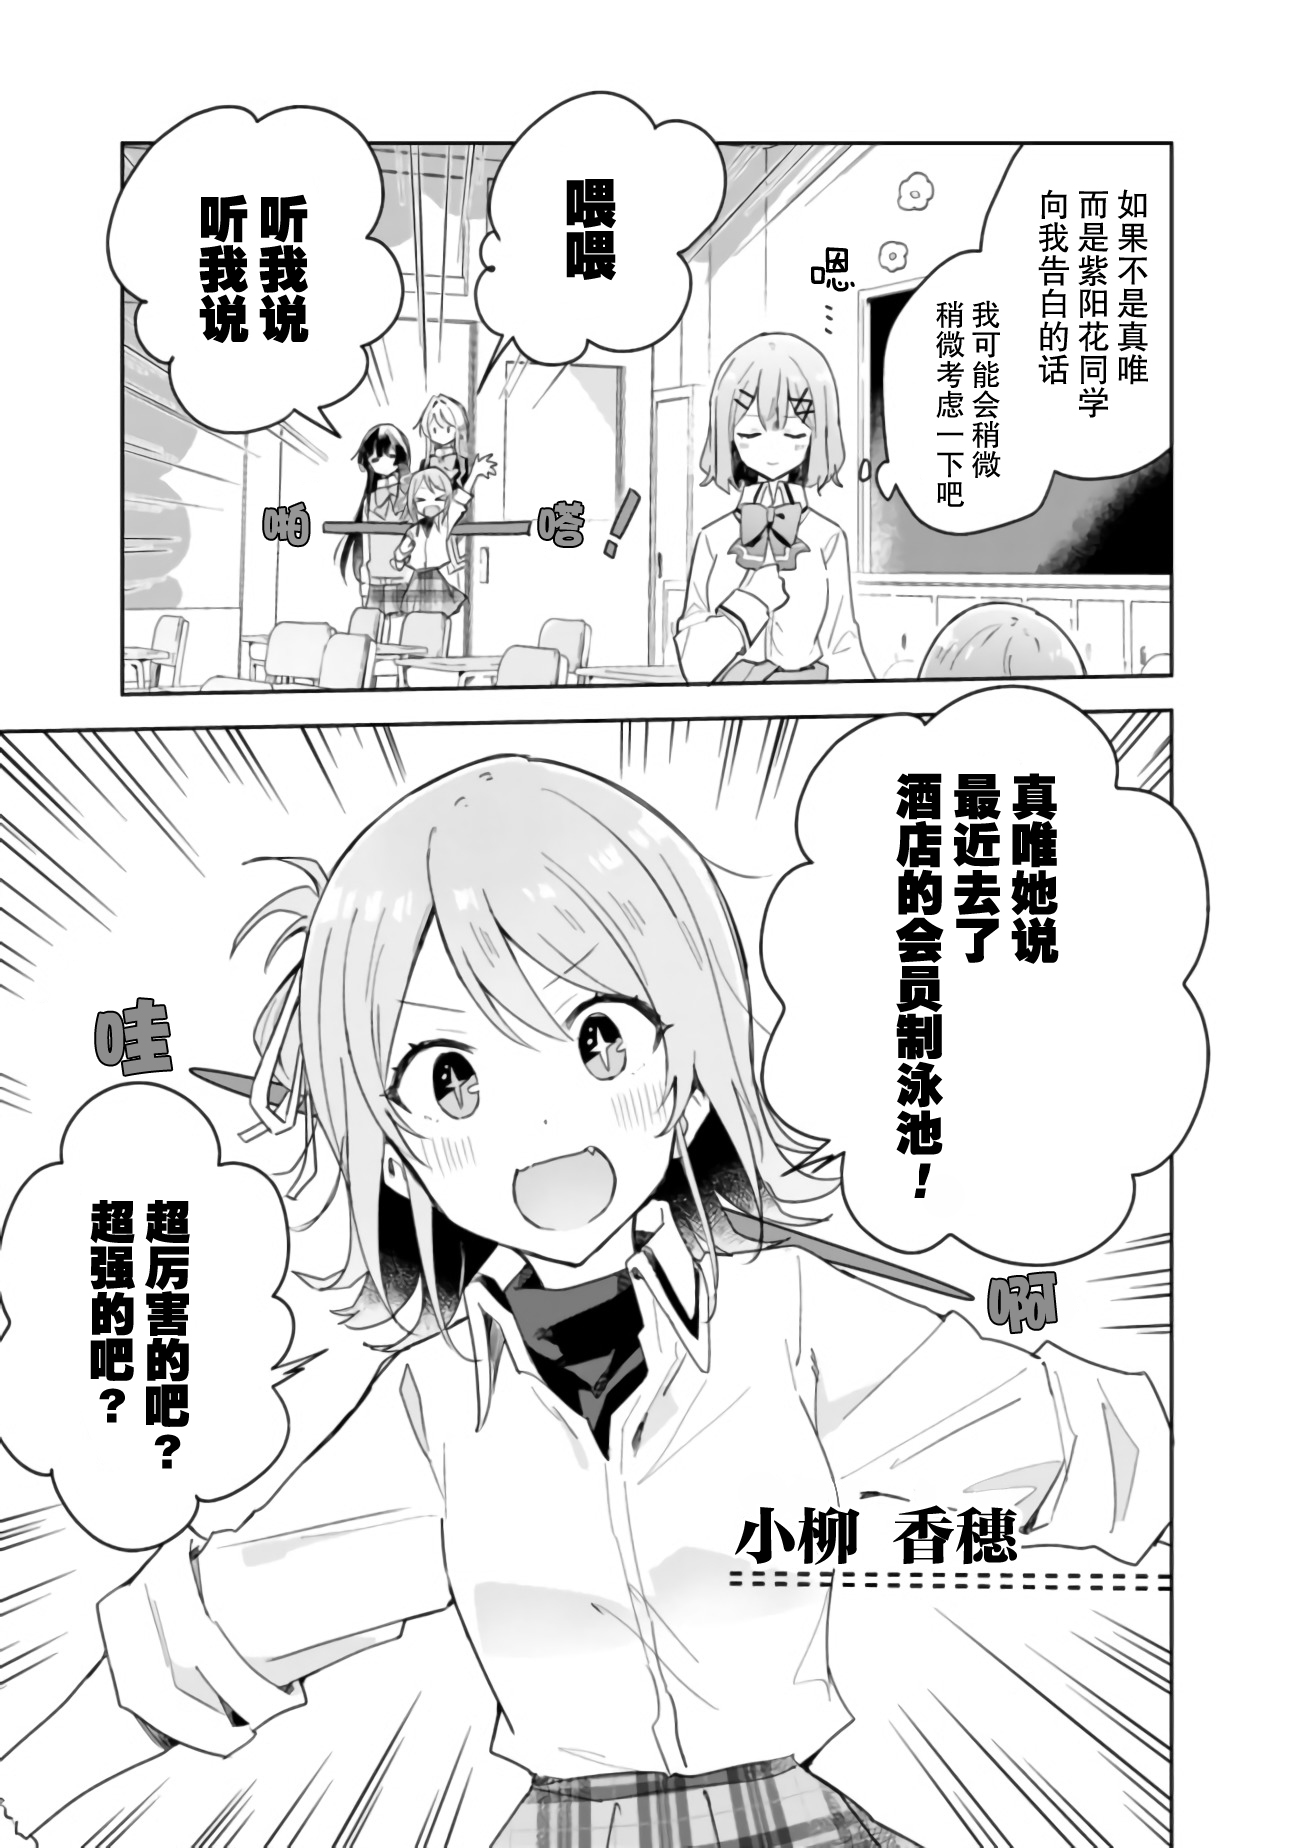 如果不是真唯
而是紫阳花同学
向我告白的话
我可能会稍微
稍微考虑一下吧
嗯…
喂喂
听我说
听我说
啪
嗒
！
真唯她说
最近去了
酒店的会员制泳池！
哇
啊
超厉害的吧？
超强的吧？
小柳 香穗